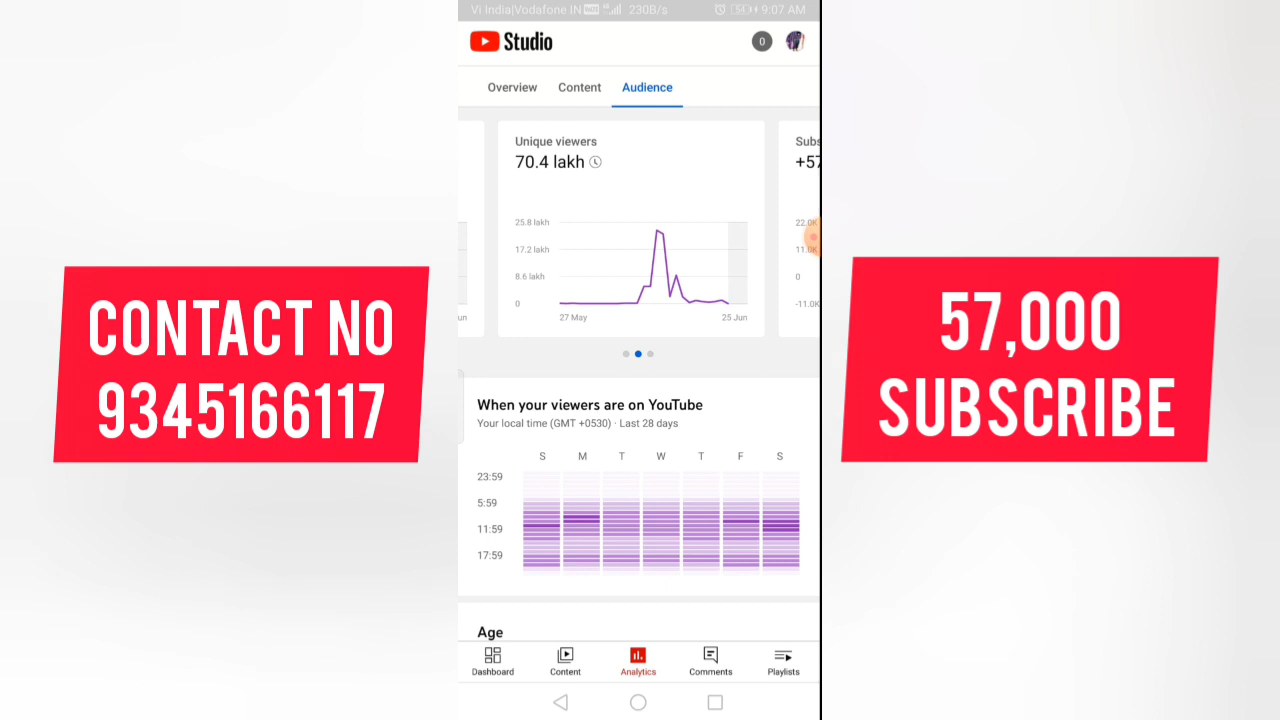 Vi India|Vodafone IN 230B/s 9:07 AM
Studio
0
Overview Content Audience
Unique viewers
70.4 lakh
25.8 lakh
17.2 lakh
8.6 lakh
0
27 May 25 Jun
Subs
+57
22.0K
11.0K
0
-11.0K
un
CONTACT NO
9345166117
57,000
SUBSCRIBE
When your viewers are on YouTube
Your local time (GMT +0530) · Last 28 days
S M T W T F S
23:59
5:59
11:59
17:59
Age
Dashboard Content Analytics Comments Playlists